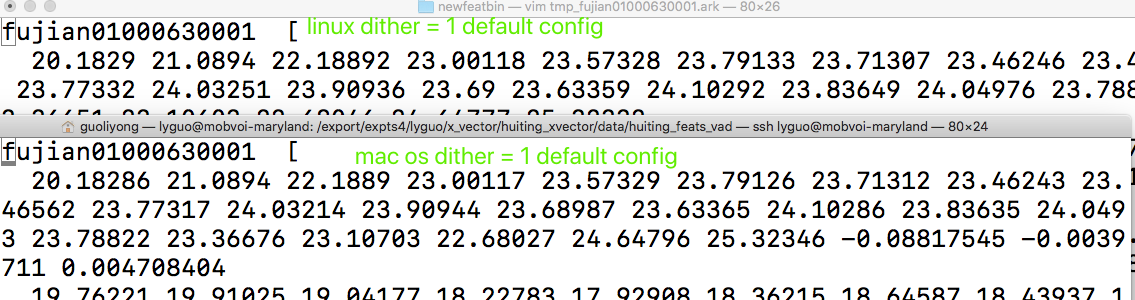 newfeatbin — vim tmp_fujian01000630001.ark — 80×26
fujian01000630001 [ linux dither = 1 default config
20.1829 21.0894 22.18892 23.00118 23.57328 23.79133 23.71307 23.46246 23.4
23.77332 24.03251 23.90936 23.69 23.63359 24.10292 23.83649 24.04976 23.788
guoliyong — lyguo@mobvoi-maryland: /export/expts4/lyguo/x_vector/huiting_xvector/data/huiting_feats_vad — ssh lyguo@mobvoi-maryland — 80×24
fujian01000630001 [ mac os dither = 1 default config
20.18286 21.0894 22.1889 23.00117 23.57329 23.79126 23.71312 23.46243 23.
46562 23.77317 24.03214 23.90944 23.68987 23.63365 24.10286 23.83635 24.049
3 23.78822 23.36676 23.10703 22.68027 24.64796 25.32346 -0.08817545 -0.0039
711 0.004708404
19.76221 19.91025 19.04177 18.22783 17.92908 18.36215 18.64587 18.43937 1